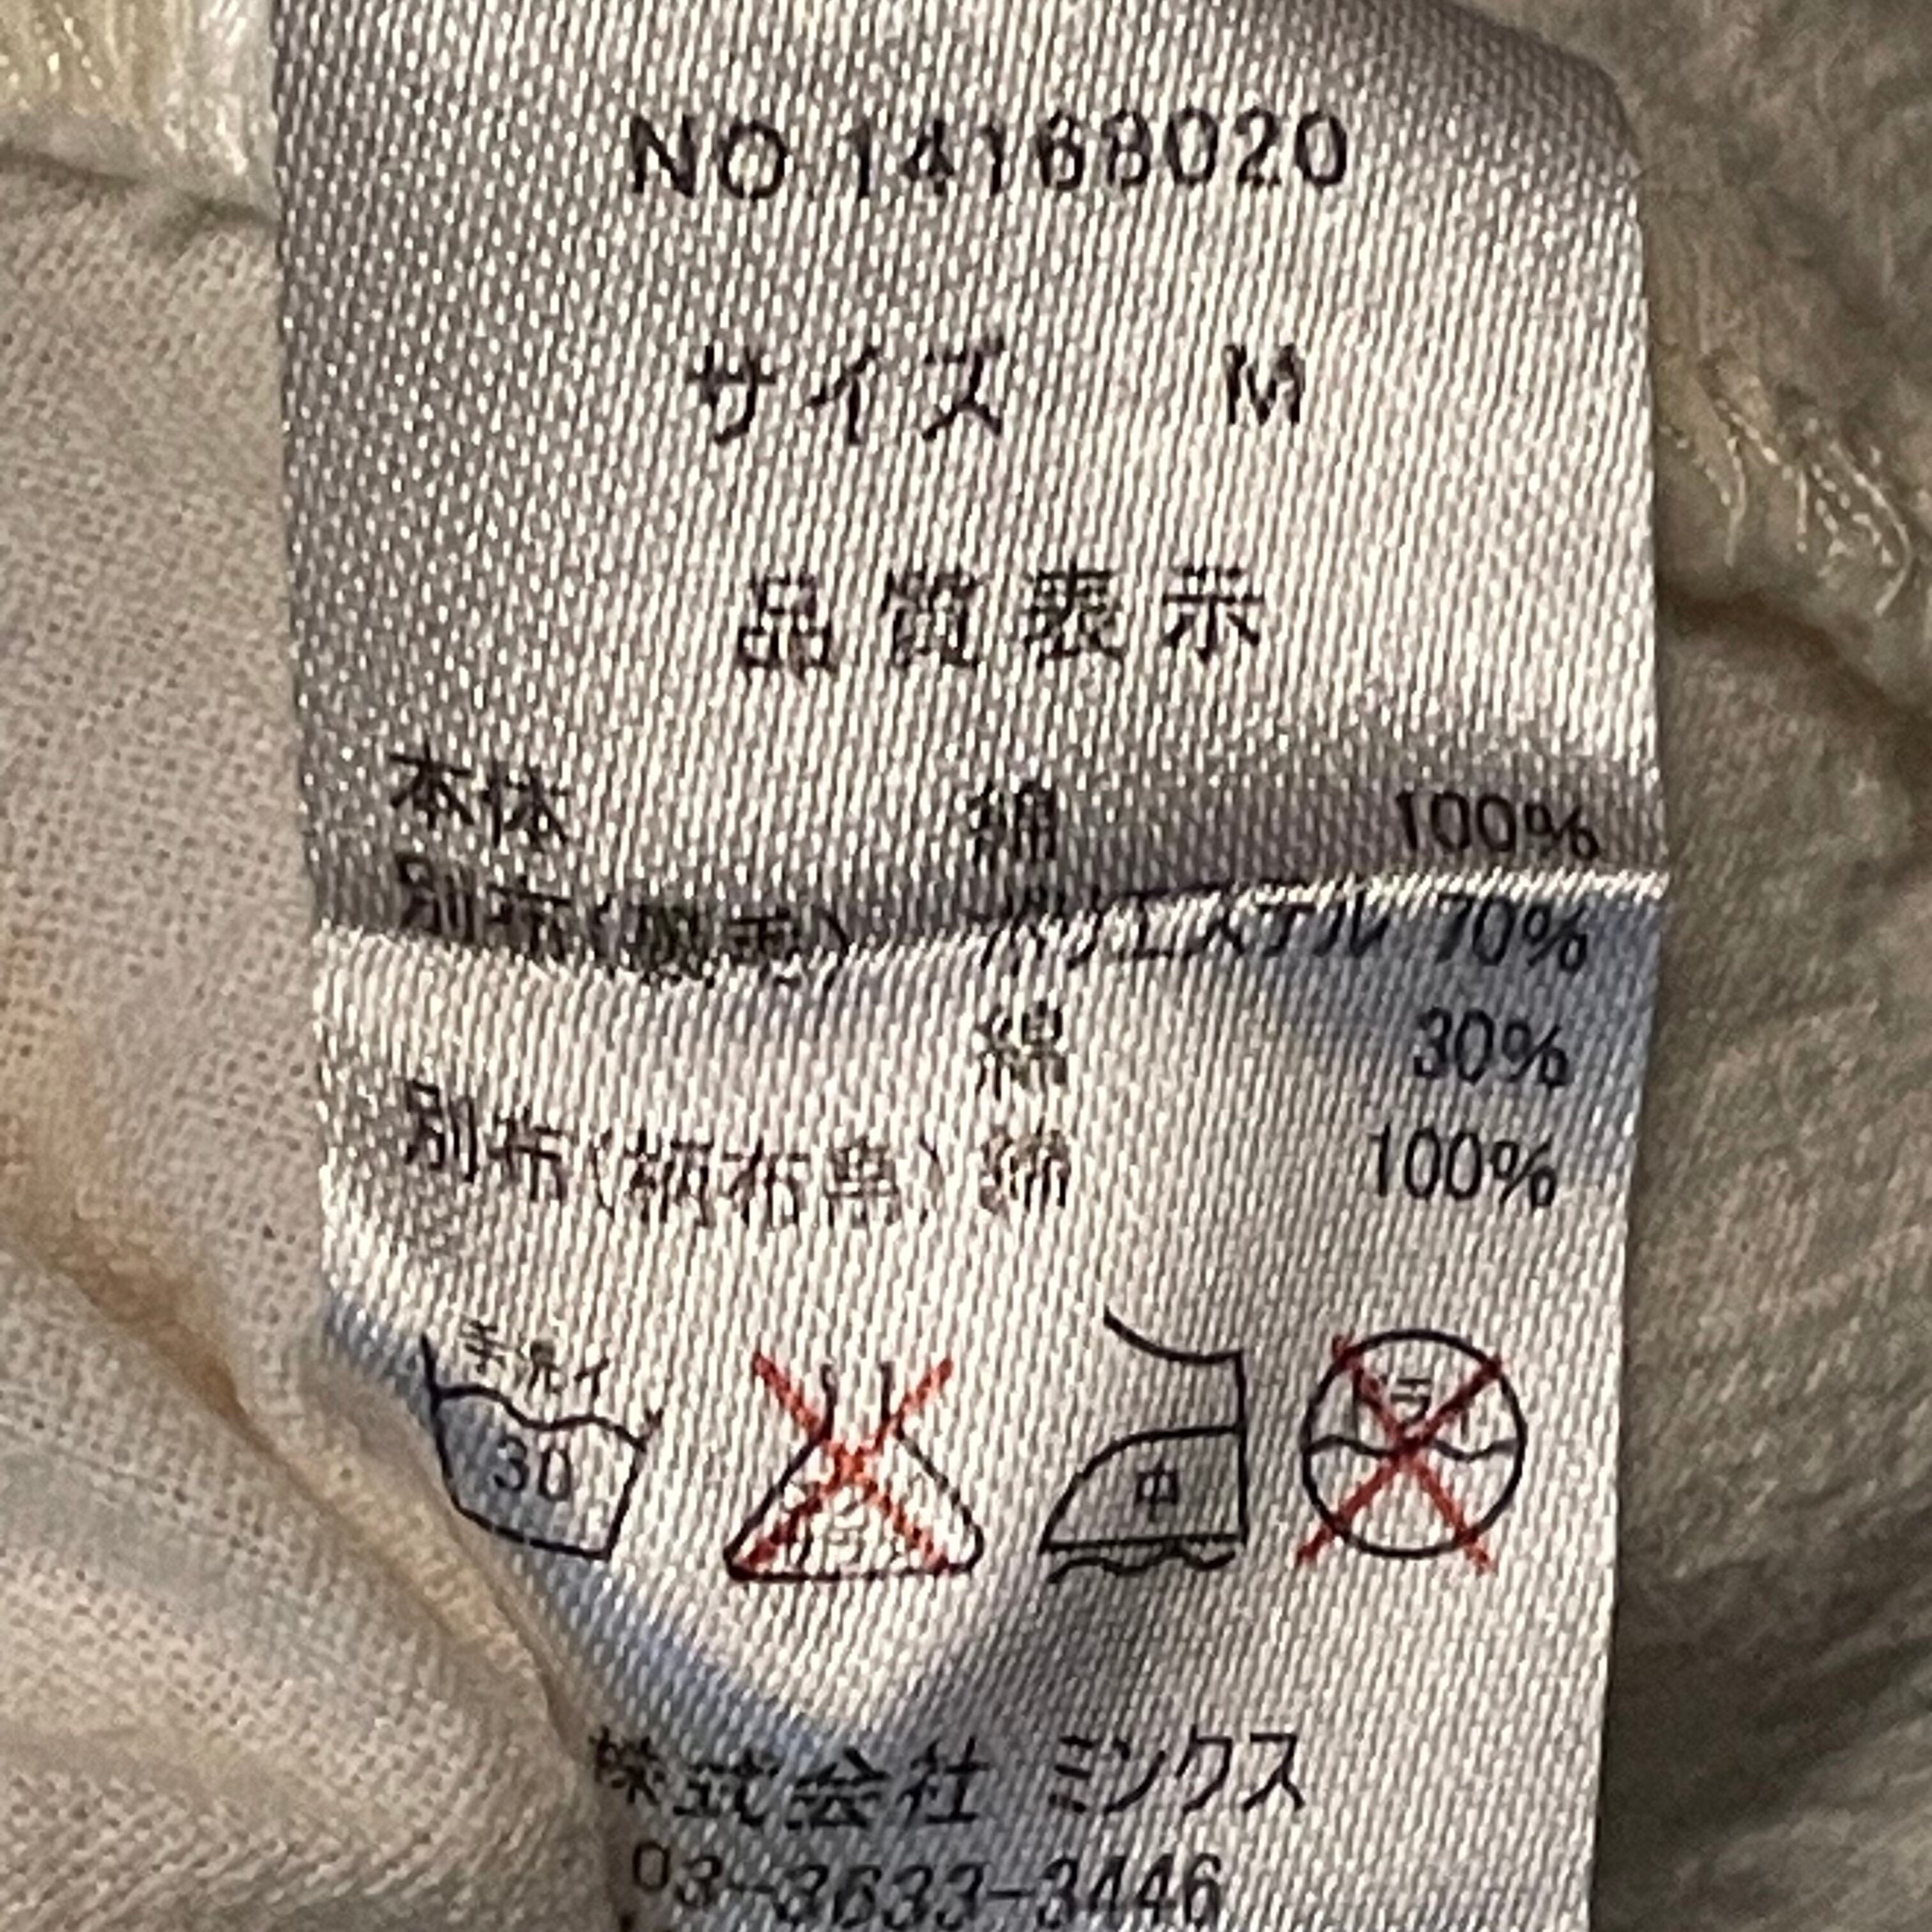 NO.14168020
サイズ M
品質表示
本体 綿 100%
別布( ) ポリエステル 70%
綿 30%
別布(柄布帛) 綿 100%
手洗イ
30
中
株式会社 ミンクス
03-3633-3446